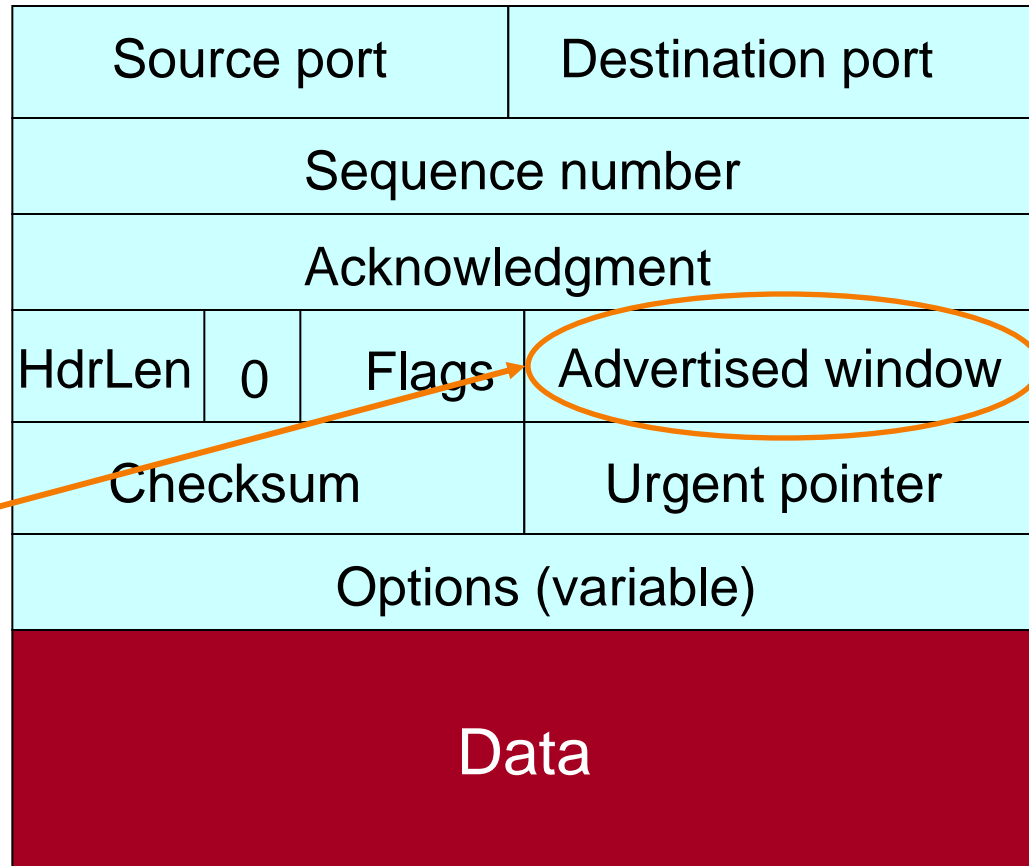 Source port Destination port
Sequence number
Acknowledgment
HdrLen 0 Flags Advertised window
Checksum Urgent pointer
Options (variable)
Data